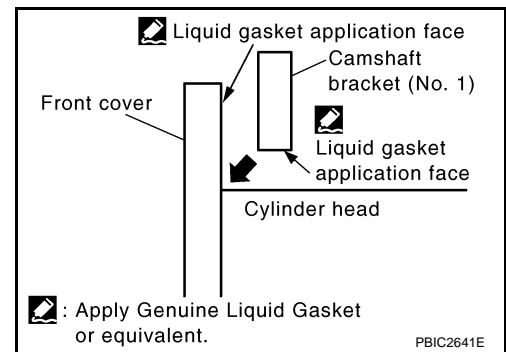 Liquid gasket application face
Camshaft
bracket (No. 1)
Front cover
Liquid gasket
application face
Cylinder head
: Apply Genuine Liquid Gasket
or equivalent.
PBIC2641E